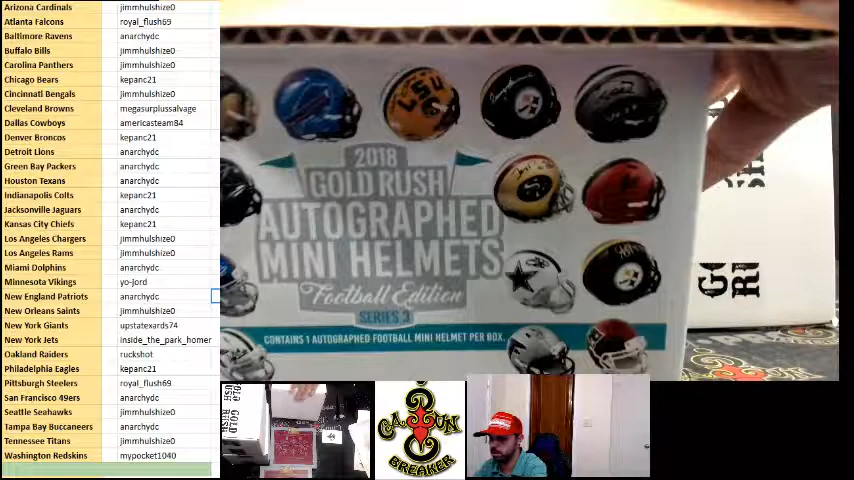 Arizona Cardinals jimmhulshize0
Atlanta Falcons royal_flush69
Baltimore Ravens anarchydc
Buffalo Bills jimmhulshize0
Carolina Panthers jimmhulshize0
Chicago Bears kepanc21
Cincinnati Bengals jimmhulshize0
Cleveland Browns megasurplussalvage
Dallas Cowboys americasteam84
Denver Broncos kepanc21
Detroit Lions anarchydc
Green Bay Packers anarchydc
Houston Texans anarchydc
Indianapolis Colts kepanc21
Jacksonville Jaguars anarchydc
Kansas City Chiefs kepanc21
Los Angeles Chargers jimmhulshize0
Los Angeles Rams jimmhulshize0
Miami Dolphins anarchydc
Minnesota Vikings yo-jord
New England Patriots anarchydc
New Orleans Saints jimmhulshize0
New York Giants upstatexards74
New York Jets inside_the_park_homer
Oakland Raiders ruckshot
Philadelphia Eagles kepanc21
Pittsburg Steelers royal_flush69
San Francisco 49ers anarchydc
Seattle Seahawks jimmhulshize0
Tampa Bay Buccaneers anarchydc
Tennessee Titans jimmhulshize0
Washington Redskins mypocket1040
2018
GOLD RUSH
AUTOGRAPHED
MINI HELMETS
Football Edition
SERIES 3
CONTAINS 1 AUTOGRAPHED FOOTBALL MINI HELMET PER BOX.
GOLD
RUSH
CAJUN
BREAKER